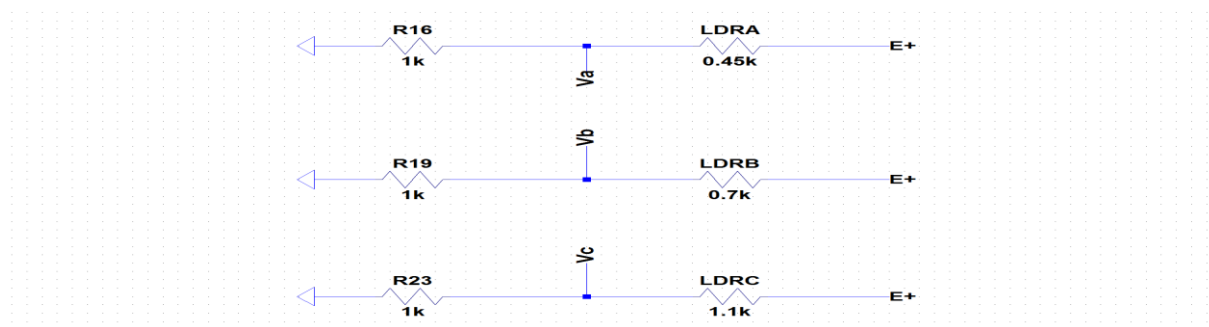 R16 LDRA
E+
1k 0.45k
Va
Vb
R19 LDRB
E+
1k 0.7k
Vc
R23 LDRC
E+
1k 1.1k